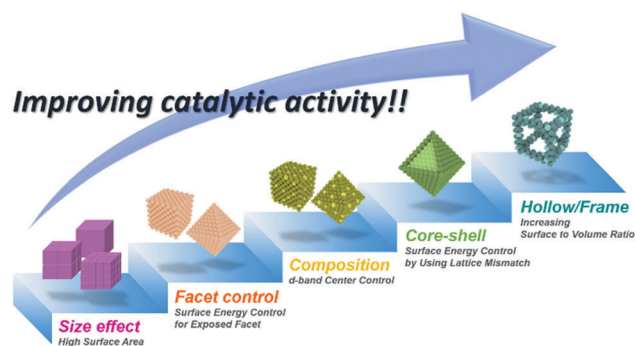 Improving catalytic activity!!
Size effect
High Surface Area
Facet control
Surface Energy Control
for Exposed Facet
Composition
d-band Center Control
Core-shell
Surface Energy Control
by Using Lattice Mismatch
Hollow/Frame
Increasing
Surface to Volume Ratio